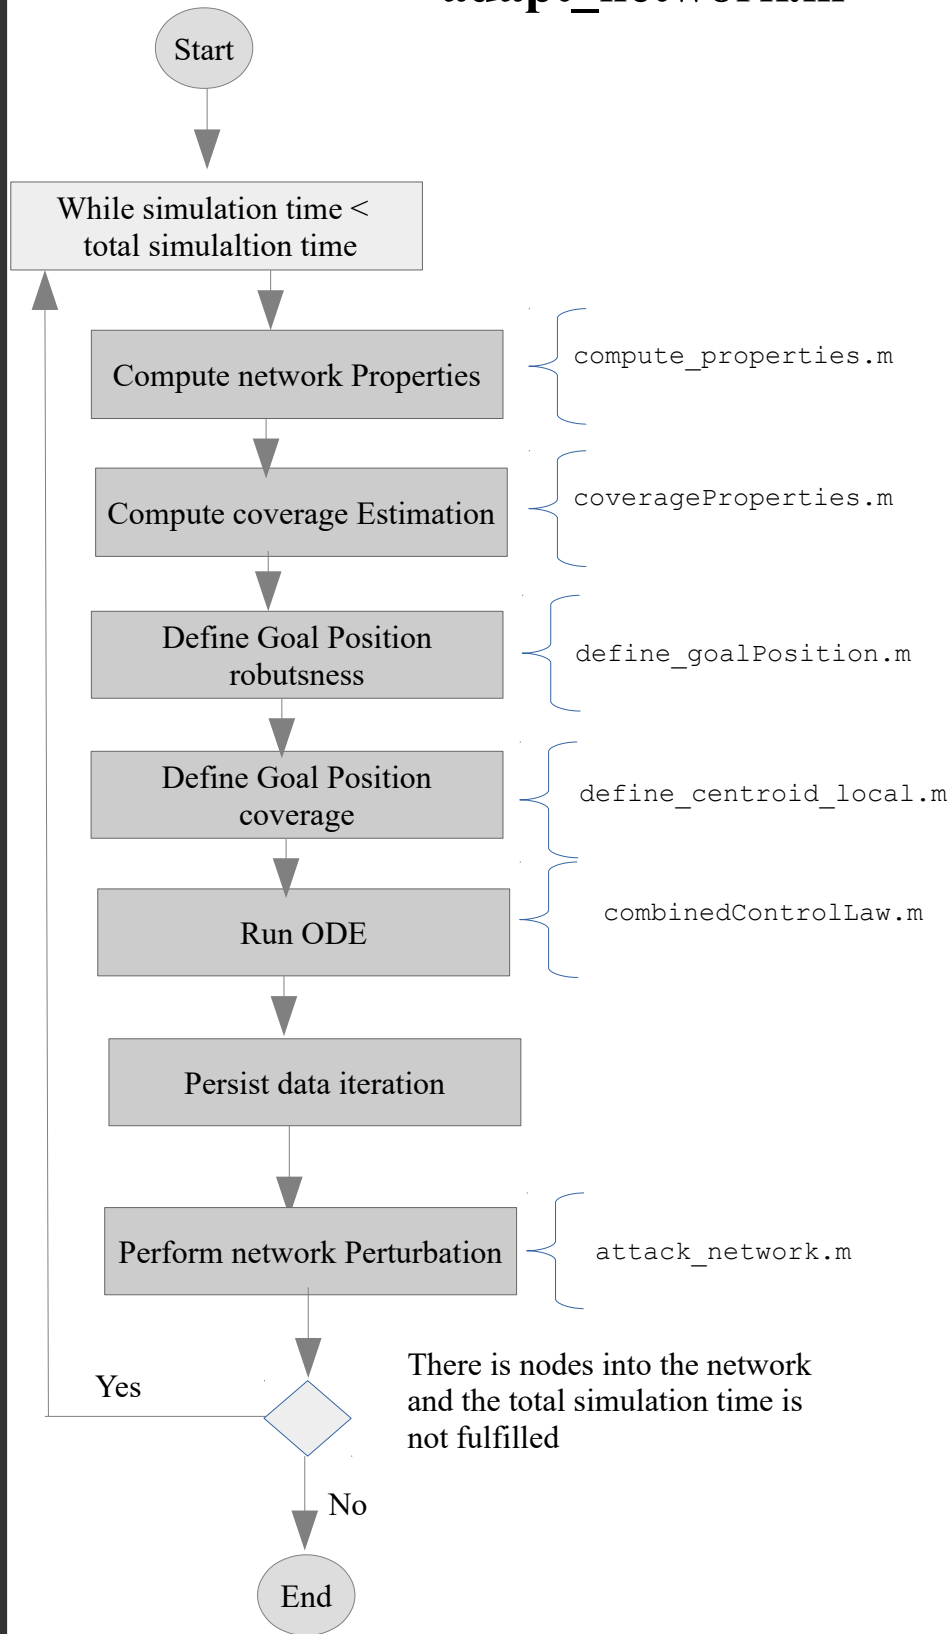 adapt_network.m
Start
While simulation time <
total simulaltion time
Compute network Properties
compute_properties.m
Compute coverage Estimation
coverageProperties.m
Define Goal Position
robutsness
define_goalPosition.m
Define Goal Position
coverage
define_centroid_local.m
Run ODE
combinedControlLaw.m
Persist data iteration
Perform network Perturbation
attack_network.m
There is nodes into the network
and the total simulation time is
not fulfilled
Yes
No
End